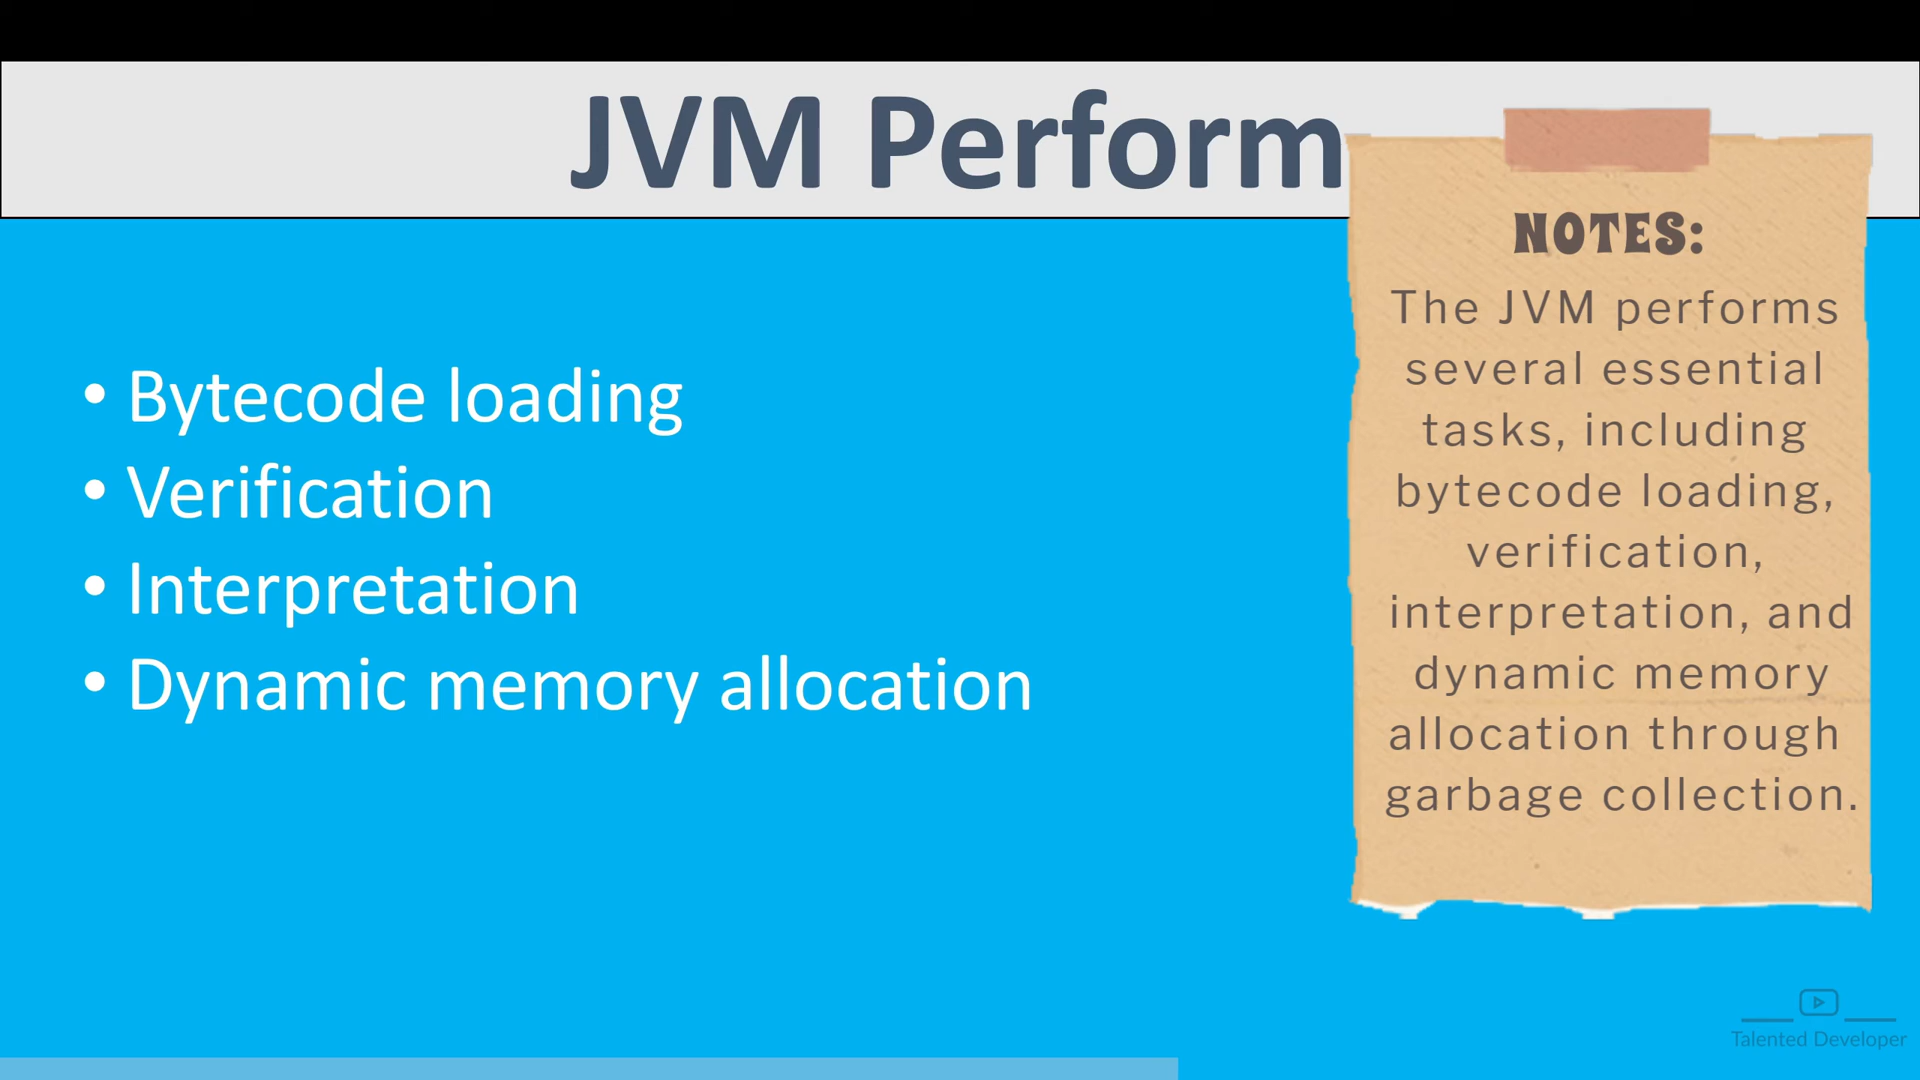 JVM Perform
• Bytecode loading
• Verification
• Interpretation
• Dynamic memory allocation
NOTES:
The JVM performs
several essential
tasks, including
bytecode loading,
verification,
interpretation, and
dynamic memory
allocation through
garbage collection.
Talented Developer